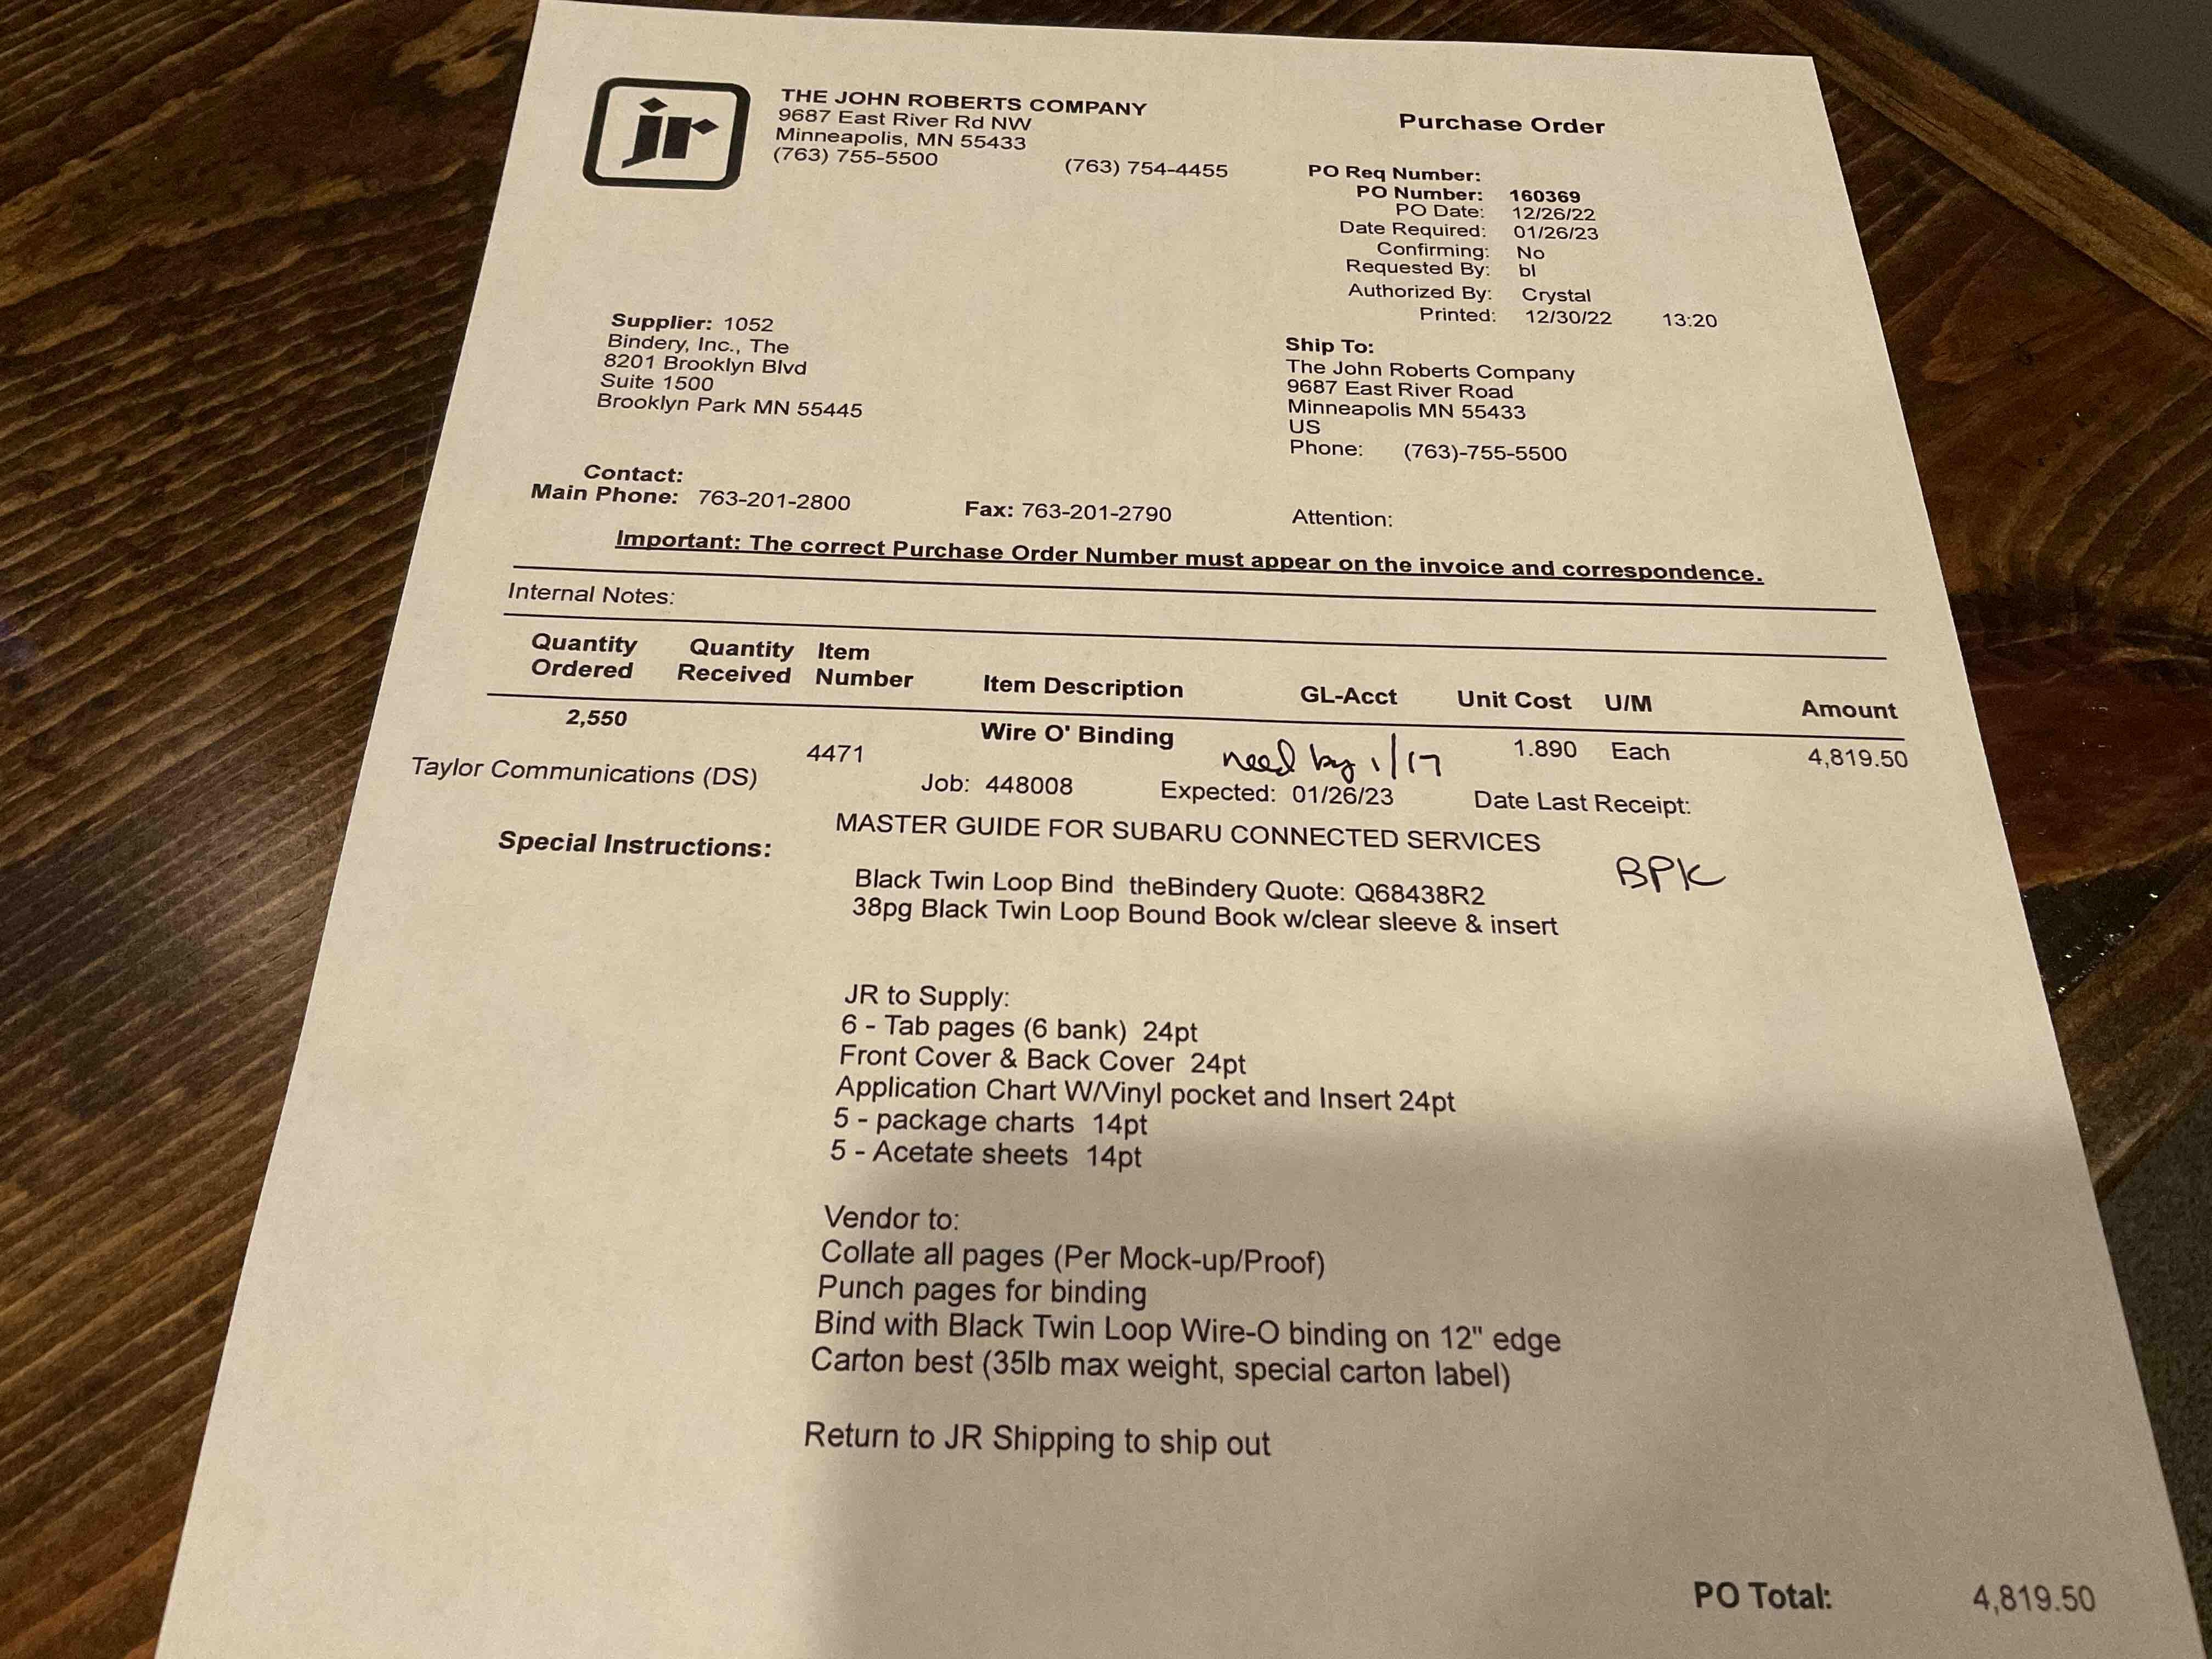 jr
THE JOHN ROBERTS COMPANY
9687 East River Rd NW
Minneapolis, MN 55433
(763) 755-5500 (763) 754-4455
Purchase Order
PO Req Number:
PO Number: 160369
PO Date: 12/26/22
Date Required: 01/26/23
Confirming: No
Requested By: bl
Authorized By: Crystal
Printed: 12/30/22 13:20
Supplier: 1052
Bindery, Inc., The
8201 Brooklyn Blvd
Suite 1500
Brooklyn Park MN 55445
Ship To:
The John Roberts Company
9687 East River Road
Minneapolis MN 55433
US
Phone: (763)-755-5500
Contact:
Main Phone: 763-201-2800 Fax: 763-201-2790 Attention:
Important: The correct Purchase Order Number must appear on the invoice and correspondence.
Internal Notes:
Quantity Ordered Quantity Received Item Number Item Description GL-Acct Unit Cost U/M Amount
2,550 4471 Wire O' Binding 1.890 Each 4,819.50
need by 1/17
Taylor Communications (DS) Job: 448008 Expected: 01/26/23 Date Last Receipt:
Special Instructions: MASTER GUIDE FOR SUBARU CONNECTED SERVICES
BPK
Black Twin Loop Bind theBindery Quote: Q68438R2
38pg Black Twin Loop Bound Book w/clear sleeve & insert
JR to Supply:
6 - Tab pages (6 bank) 24pt
Front Cover & Back Cover 24pt
Application Chart W/Vinyl pocket and Insert 24pt
5 - package charts 14pt
5 - Acetate sheets 14pt
Vendor to:
Collate all pages (Per Mock-up/Proof)
Punch pages for binding
Bind with Black Twin Loop Wire-O binding on 12" edge
Carton best (35lb max weight, special carton label)
Return to JR Shipping to ship out
PO Total: 4,819.50